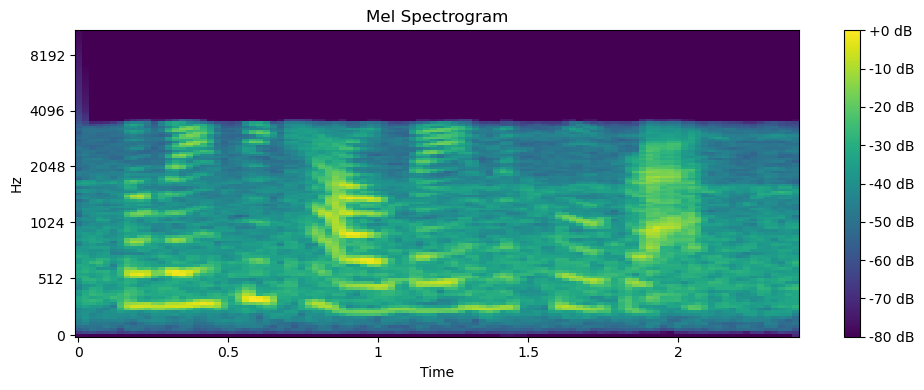 Mel Spectrogram
Hz
8192
4096
2048
1024
512
0
0
0.5
1
1.5
2
Time
+0 dB
-10 dB
-20 dB
-30 dB
-40 dB
-50 dB
-60 dB
-70 dB
-80 dB